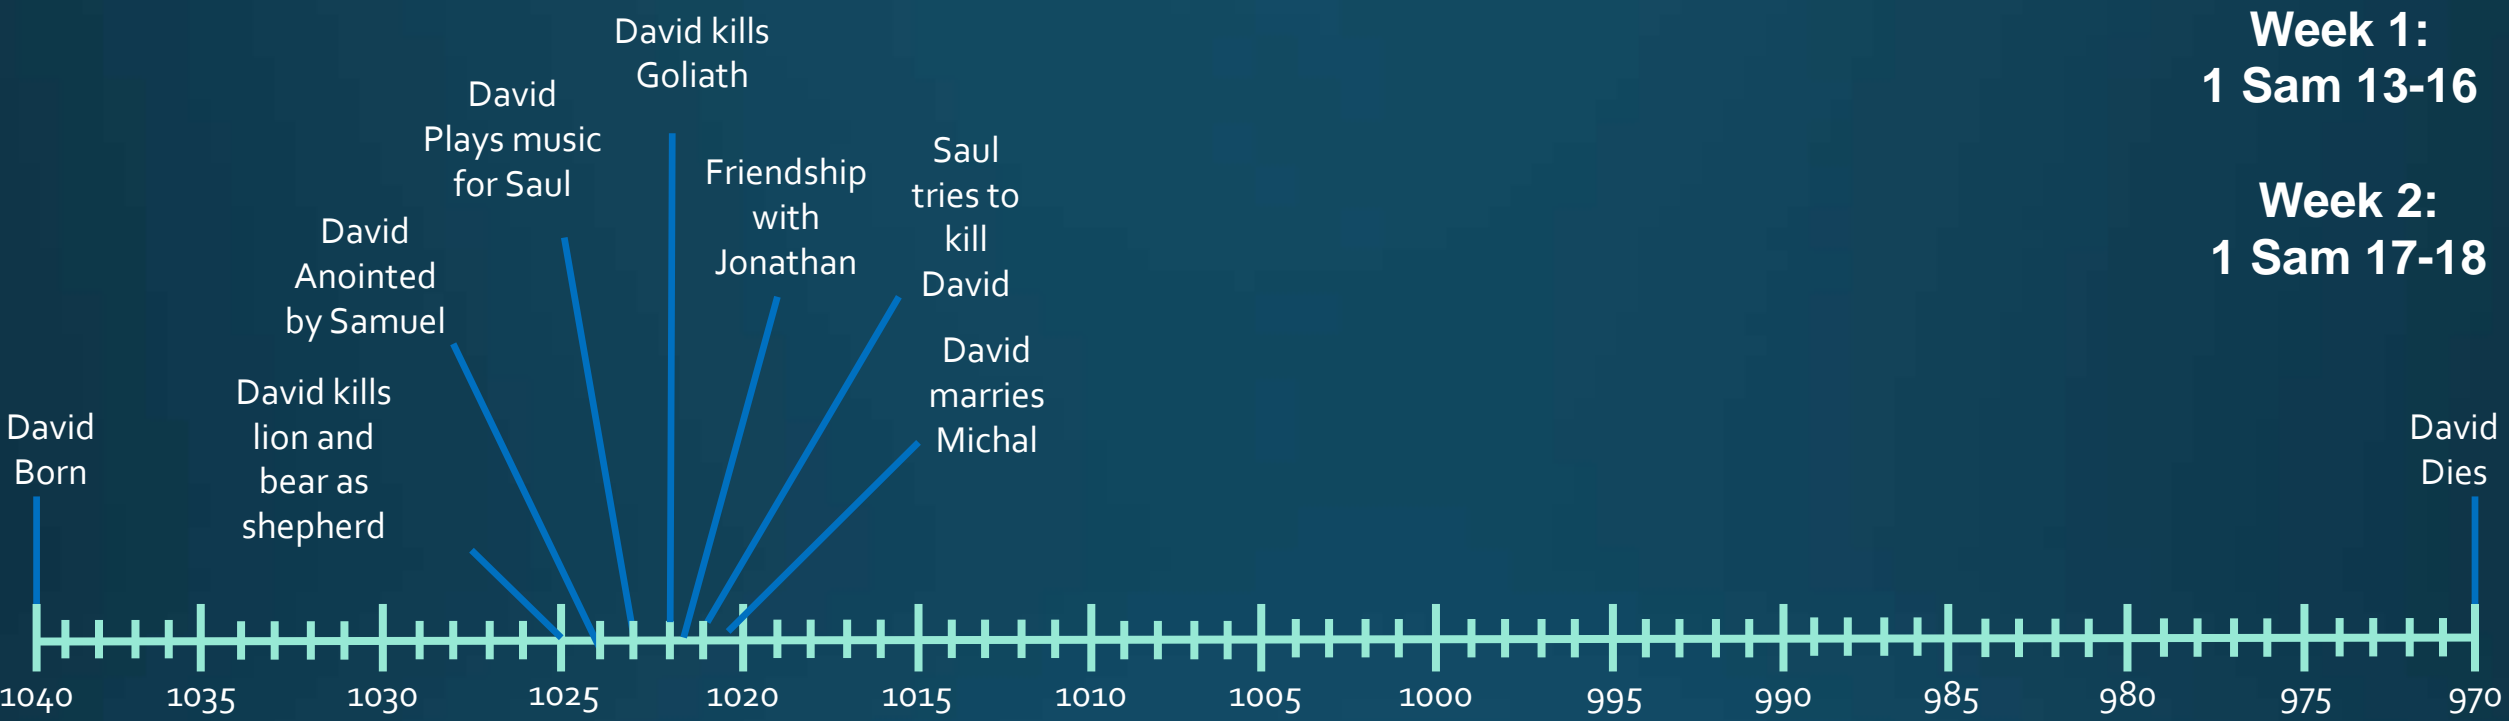 David
Born
David kills
lion and
bear as
shepherd
David
Anointed
by Samuel
David
Plays music
for Saul
David kills
Goliath
Friendship
with
Jonathan
Saul
tries to
kill
David
David
marries
Michal
Week 1:
1 Sam 13-16
Week 2:
1 Sam 17-18
David
Dies
1040 1035 1030 1025 1020 1015 1010 1005 1000 995 990 985 980 975 970